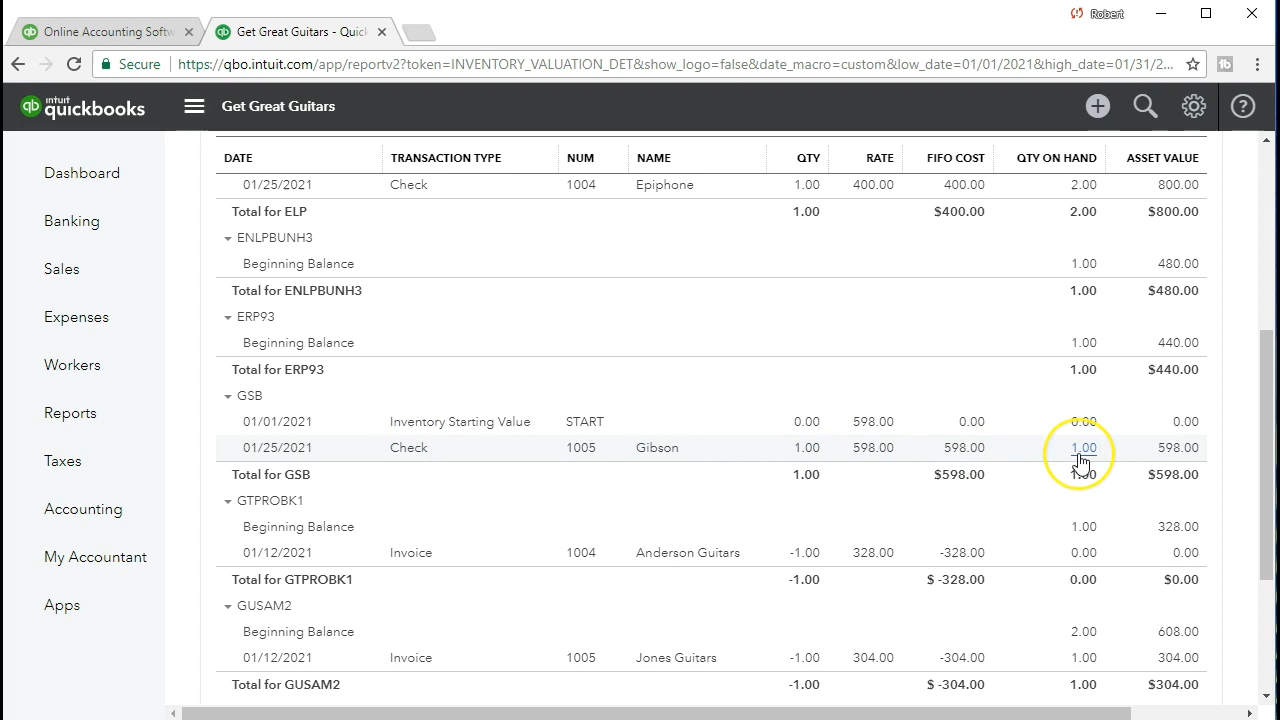 Robert
Online Accounting Softw
Get Great Guitars - Quick
Secure | https://qbo.intuit.com/app/reportv2?token=INVENTORY_VALUATION_DET&show_logo=false&date_macro=custom&low_date=01/01/2021&high_date=01/31/2...
qb intuit quickbooks Get Great Guitars
Dashboard
Banking
Sales
Expenses
Workers
Reports
Taxes
Accounting
My Accountant
Apps
DATE TRANSACTION TYPE NUM NAME QTY RATE FIFO COST QTY ON HAND ASSET VALUE
01/25/2021 Check 1004 Epiphone 1.00 400.00 400.00 2.00 800.00
Total for ELP 1.00 $400.00 2.00 $800.00
ENLPBUNH3
Beginning Balance 1.00 480.00
Total for ENLPBUNH3 1.00 $480.00
ERP93
Beginning Balance 1.00 440.00
Total for ERP93 1.00 $440.00
GSB
01/01/2021 Inventory Starting Value START 0.00 598.00 0.00 0.00 0.00
01/25/2021 Check 1005 Gibson 1.00 598.00 598.00 1.00 598.00
Total for GSB 1.00 $598.00 1.00 $598.00
GTPROBK1
Beginning Balance 1.00 328.00
01/12/2021 Invoice 1004 Anderson Guitars -1.00 328.00 -328.00 0.00 0.00
Total for GTPROBK1 -1.00 $ -328.00 0.00 $0.00
GUSAM2
Beginning Balance 2.00 608.00
01/12/2021 Invoice 1005 Jones Guitars -1.00 304.00 -304.00 1.00 304.00
Total for GUSAM2 -1.00 $ -304.00 1.00 $304.00